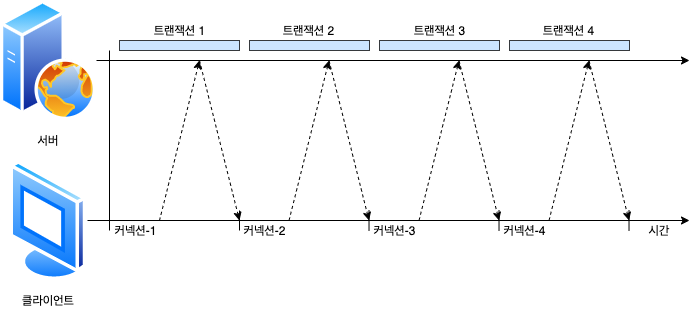 트랜잭션 1
트랜잭션 2
트랜잭션 3
트랜잭션 4
서버
커넥션-1
커넥션-2
커넥션-3
커넥션-4
시간
클라이언트